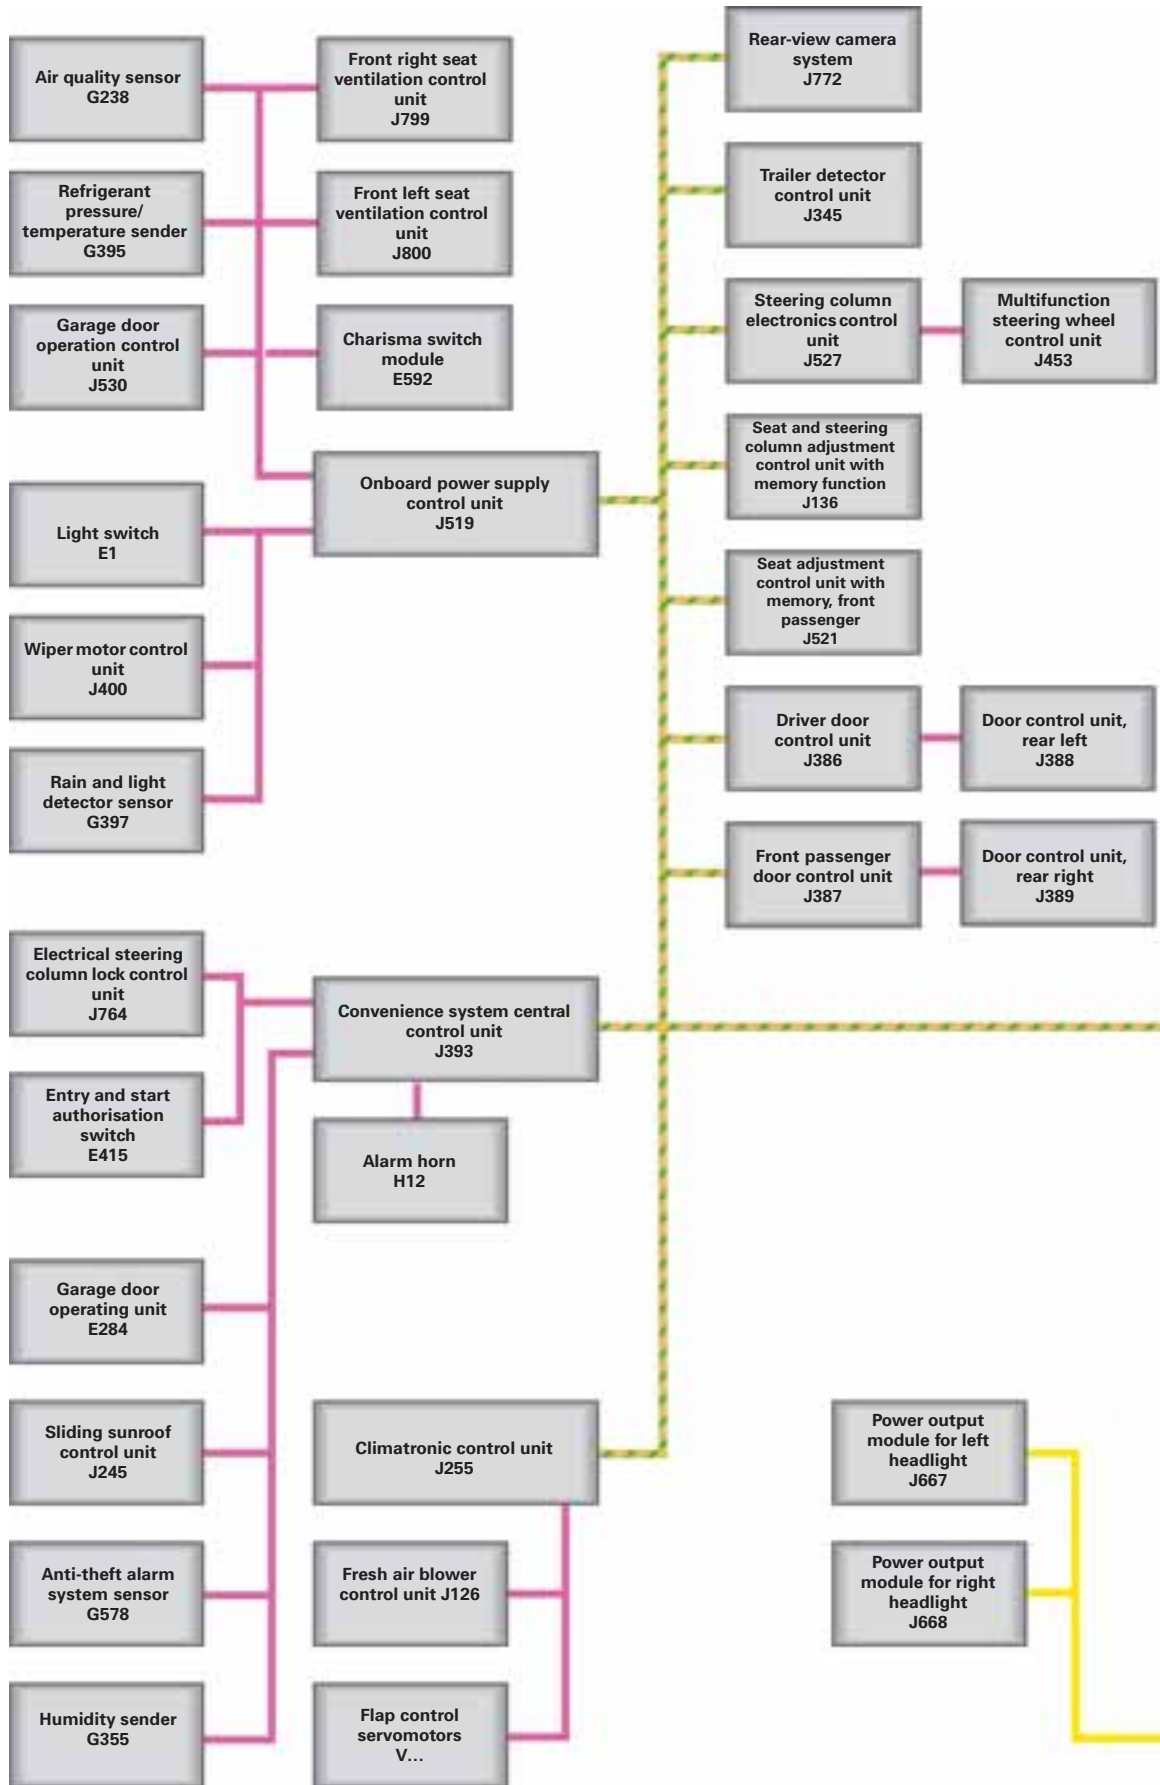 Air quality sensor
G238
Front right seat
ventilation control
unit
J799
Rear-view camera
system
J772
Refrigerant
pressure/
temperature sender
G395
Front left seat
ventilation control
unit
J800
Trailer detector
control unit
J345
Garage door
operation control
unit
J530
Charisma switch
module
E592
Steering column
electronics control
unit
J527
Multifunction
steering wheel
control unit
J453
Onboard power supply
control unit
J519
Seat and steering
column adjustment
control unit with
memory function
J136
Light switch
E1
Seat adjustment
control unit with
memory, front
passenger
J521
Wiper motor control
unit
J400
Driver door
control unit
J386
Door control unit,
rear left
J388
Rain and light
detector sensor
G397
Front passenger
door control unit
J387
Door control unit,
rear right
J389
Electrical steering
column lock control
unit
J764
Convenience system central
control unit
J393
Entry and start
authorisation
switch
E415
Alarm horn
H12
Garage door
operating unit
E284
Sliding sunroof
control unit
J245
Climatronic control unit
J255
Power output
module for left
headlight
J667
Anti-theft alarm
system sensor
G578
Fresh air blower
control unit J126
Power output
module for right
headlight
J668
Humidity sender
G355
Flap control
servomotors
V...